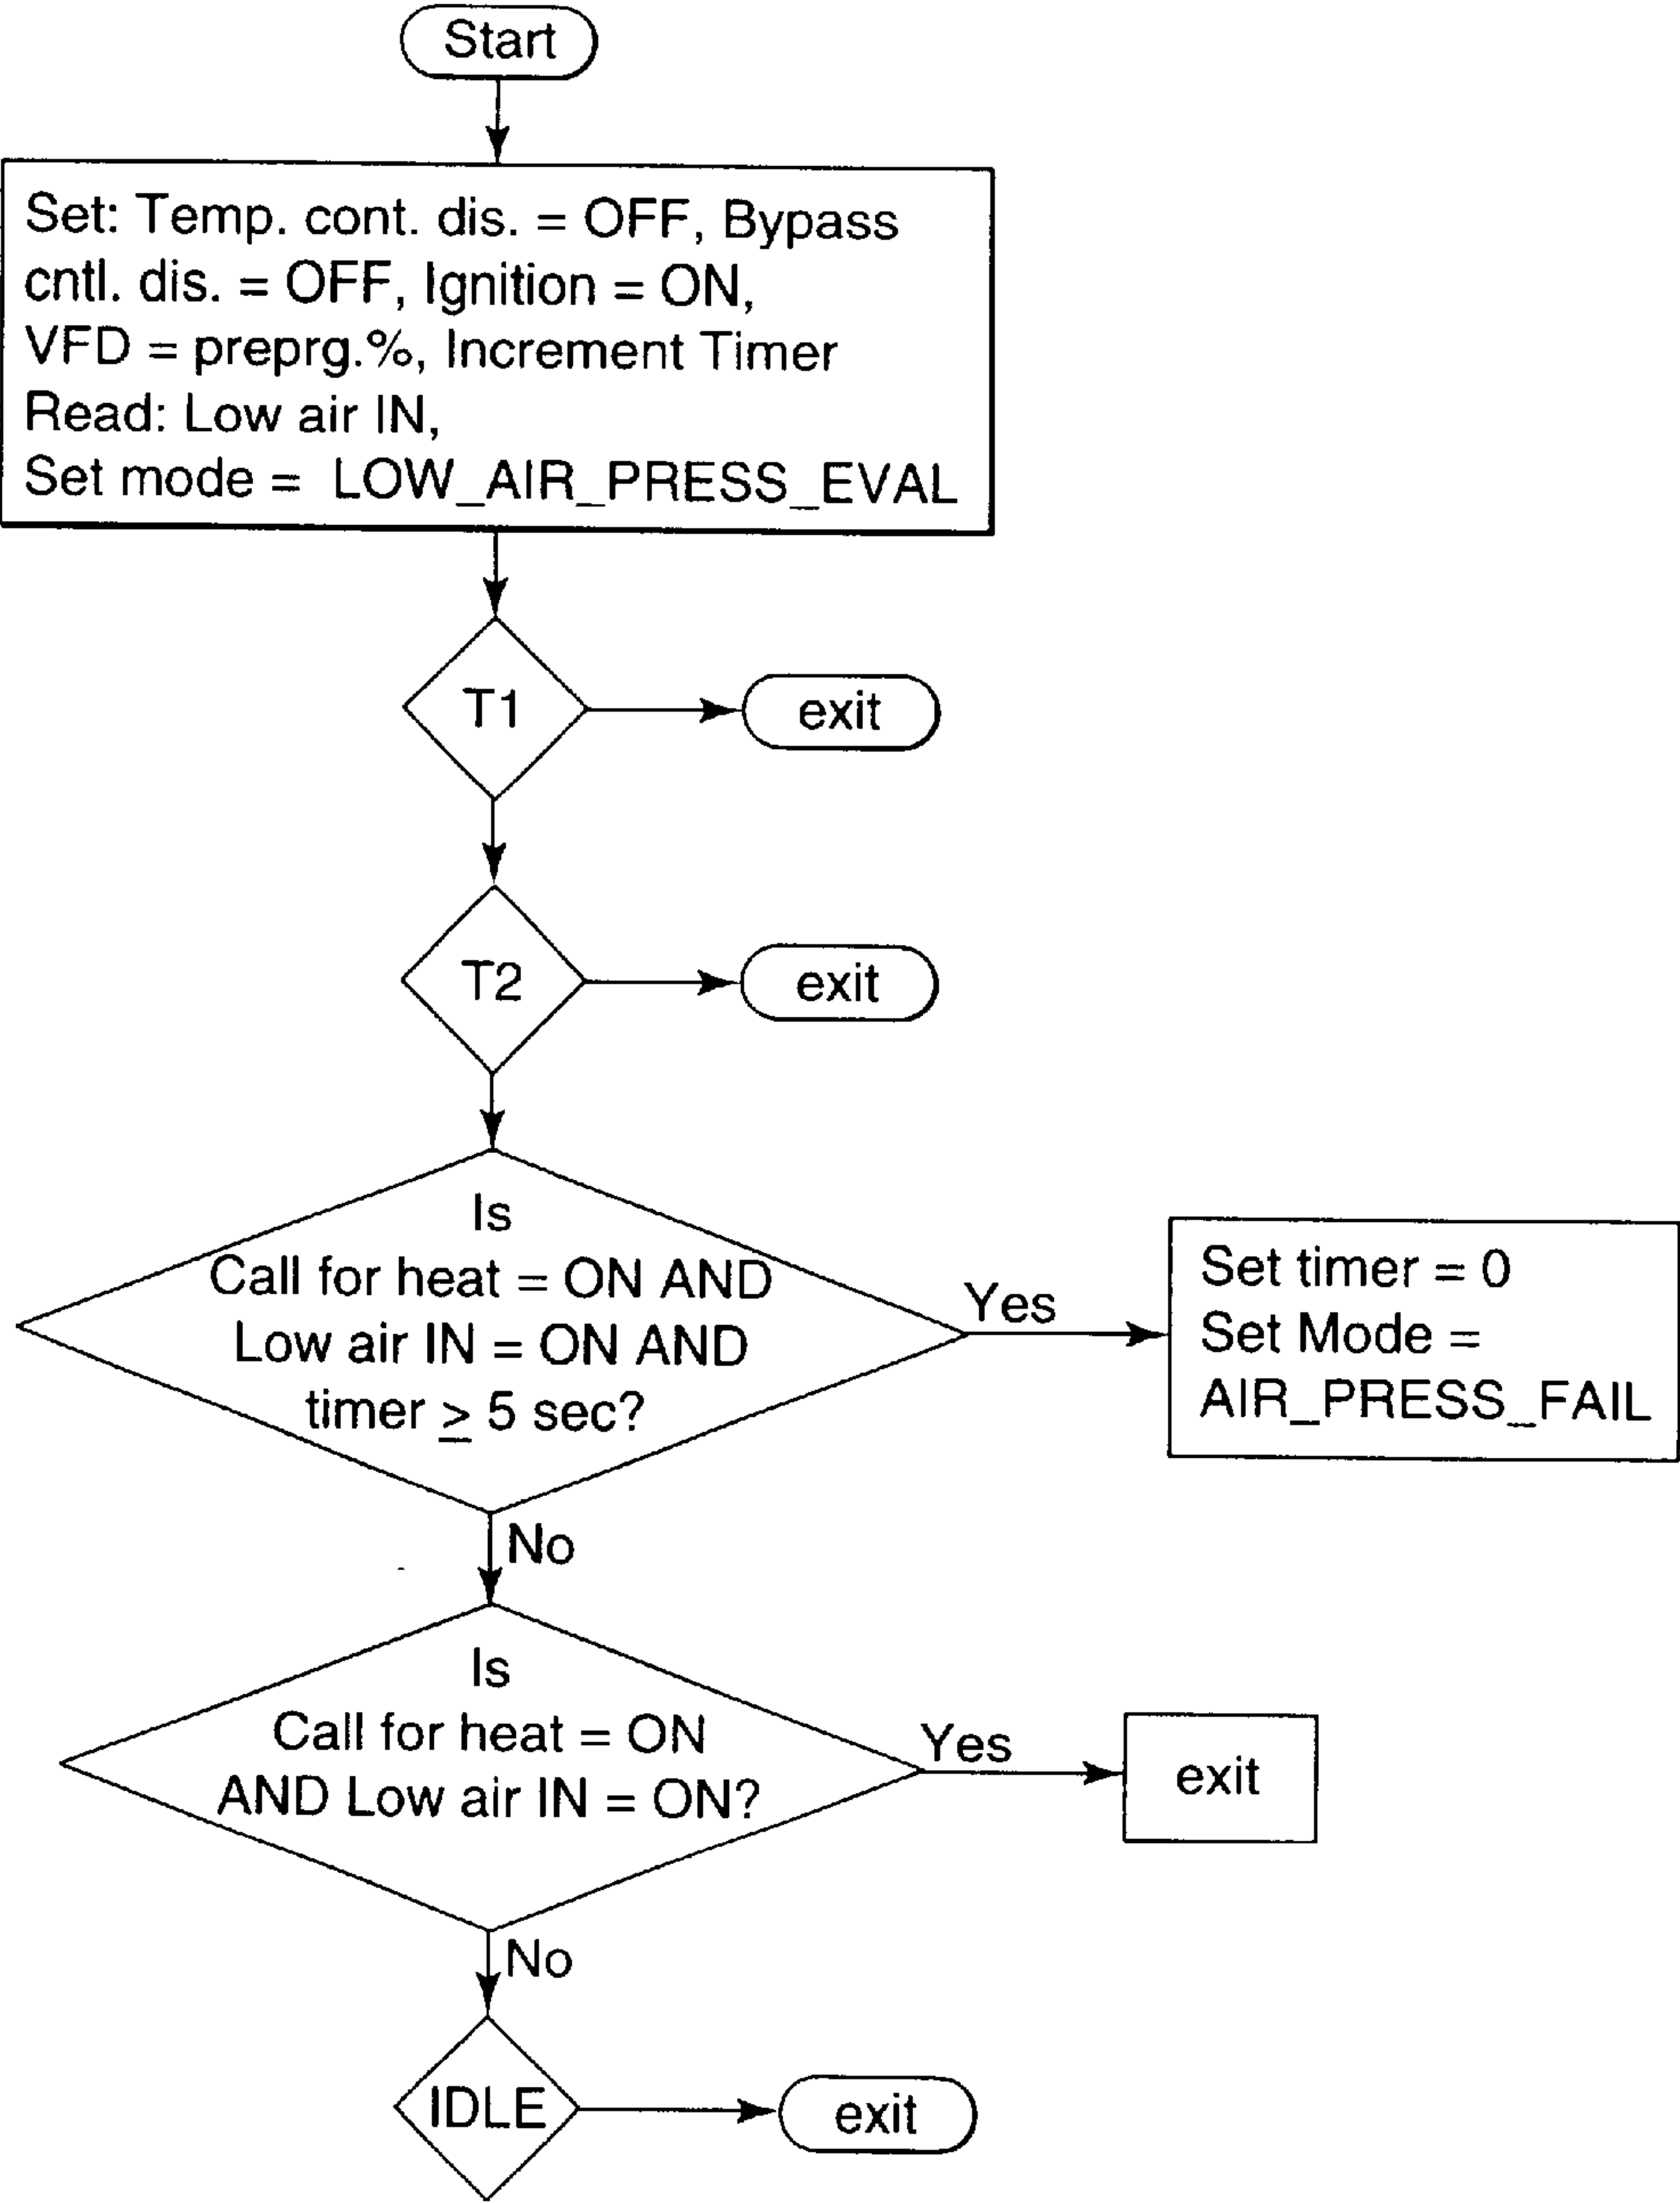 Start
Set: Temp. cont. dis. = OFF, Bypass
cntl. dis. = OFF, Ignition = ON,
VFD = preprg.%, Increment Timer
Read: Low air IN,
Set mode = LOW_AIR_PRESS_EVAL
T1
exit
T2
exit
Is
Call for heat = ON AND
Low air IN = ON AND
timer ≥ 5 sec?
Yes
Set timer = 0
Set Mode =
AIR_PRESS_FAIL
No
Is
Call for heat = ON
AND Low air IN = ON?
Yes
exit
No
IDLE
exit